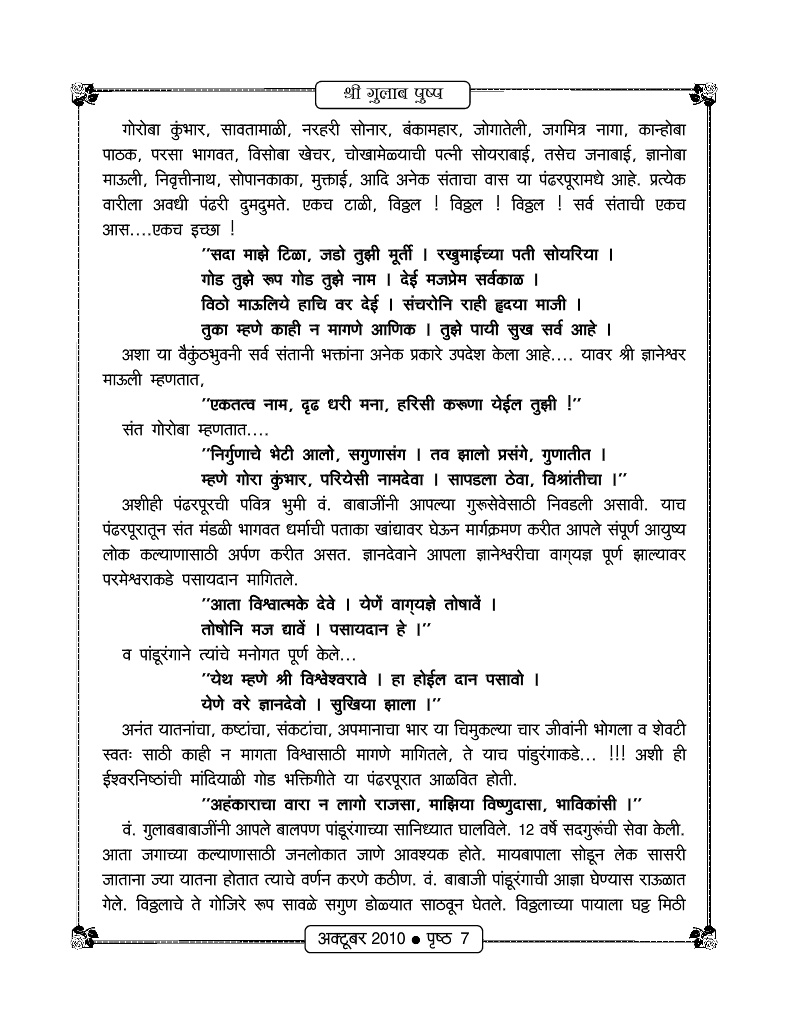 श्री गुलाब पुष्प
गोरोबा कुंभार, सावतामाळी, नरहरी सोनार, बंकामहार, जोगातेली, जगमित्र नागा, कान्होबा
पाठक, परसा भागवत, विसोबा खेचर, चोखामेळ्याची पत्नी सोयराबाई, तसेच जनाबाई, ज्ञानोबा
माऊली, निवृत्तीनाथ, सोपानकाका, मुक्ताई, आदि अनेक संताचा वास या पंढरपूरामधे आहे. प्रत्येक
वारीला अवधी पंढरी दुमदुमते. एकच टाळी, विठ्ठल ! विठ्ठल ! विठ्ठल ! सर्व संताची एकच
आस....एकच इच्छा !
"सदा माझे टिळा, जडो तुझी मूर्ती । रखुमाईच्या पती सोयरिया ।
गोड तुझे रूप गोड तुझे नाम । देई मजप्रेम सर्वकाळ ।
विठो माऊलिये हाचि वर देई । संचरोनि राही हृदया माजी ।
तुका म्हणे काही न मागणे आणिक । तुझे पायी सुख सर्व आहे ।
अशा या वैकुंठभुवनी सर्व संतानी भक्तांना अनेक प्रकारे उपदेश केला आहे.... यावर श्री ज्ञानेश्वर
माऊली म्हणतात,
"एकतत्व नाम, दृढ धरी मना, हरिसी करूणा येईल तुझी !"
संत गोरोबा म्हणतात....
"निर्गुणाचे भेटी आलो, सगुणासंग । तव झालो प्रसंगे, गुणातीत ।
म्हणे गोरा कुंभार, परियेसी नामदेवा । सापडला ठेवा, विश्रांतीचा ।"
अशीही पंढरपूरची पवित्र भुमी वं. बाबाजींनी आपल्या गुरूसेवेसाठी निवडली असावी. याच
पंढरपूरातून संत मंडळी भागवत धर्माची पताका खांद्यावर घेऊन मार्गक्रमण करीत आपले संपूर्ण आयुष्य
लोक कल्याणासाठी अर्पण करीत असत. ज्ञानदेवाने आपला ज्ञानेश्वरीचा वाग्‌यज्ञ पूर्ण झाल्यावर
परमेश्वराकडे पसायदान मागितले.
"आता विश्वात्मके देवे । येणें वाग्‌यज्ञे तोषावें ।
तोषोनि मज द्यावें । पसायदान हे ।"
व पांडूरंगाने त्यांचे मनोगत पूर्ण केले...
"येथ म्हणे श्री विश्वेश्वरावे । हा होईल दान पसावो ।
येणे वरे ज्ञानदेवो । सुखिया झाला ।"
अनंत यातनांचा, कष्टांचा, संकटांचा, अपमानाचा भार या चिमुकल्या चार जीवांनी भोगला व शेवटी
स्वतः साठी काही न मागता विश्वासाठी मागणे मागितले, ते याच पांडुरंगाकडे... !!! अशी ही
ईश्वरनिष्ठांची मांदियाळी गोड भक्तिगीते या पंढरपूरात आळवित होती.
"अहंकाराचा वारा न लागो राजसा, माझिया विष्णुदासा, भाविकांसी ।"
वं. गुलाबबाबाजींनी आपले बालपण पांडूरंगाच्या सानिध्यात घालविले. 12 वर्षे सदगुरूंची सेवा केली.
आता जगाच्या कल्याणासाठी जनलोकात जाणे आवश्यक होते. मायबापाला सोडून लेक सासरी
जाताना ज्या यातना होतात त्याचे वर्णन करणे कठीण. वं. बाबाजी पांडूरंगाची आज्ञा घेण्यास राऊळात
गेले. विठ्ठलाचे ते गोजिरे रूप सावळे सगुण डोळ्यात साठवून घेतले. विठ्ठलाच्या पायाला घट्ट मिठी
अक्टूबर 2010 ● पृष्ठ 7